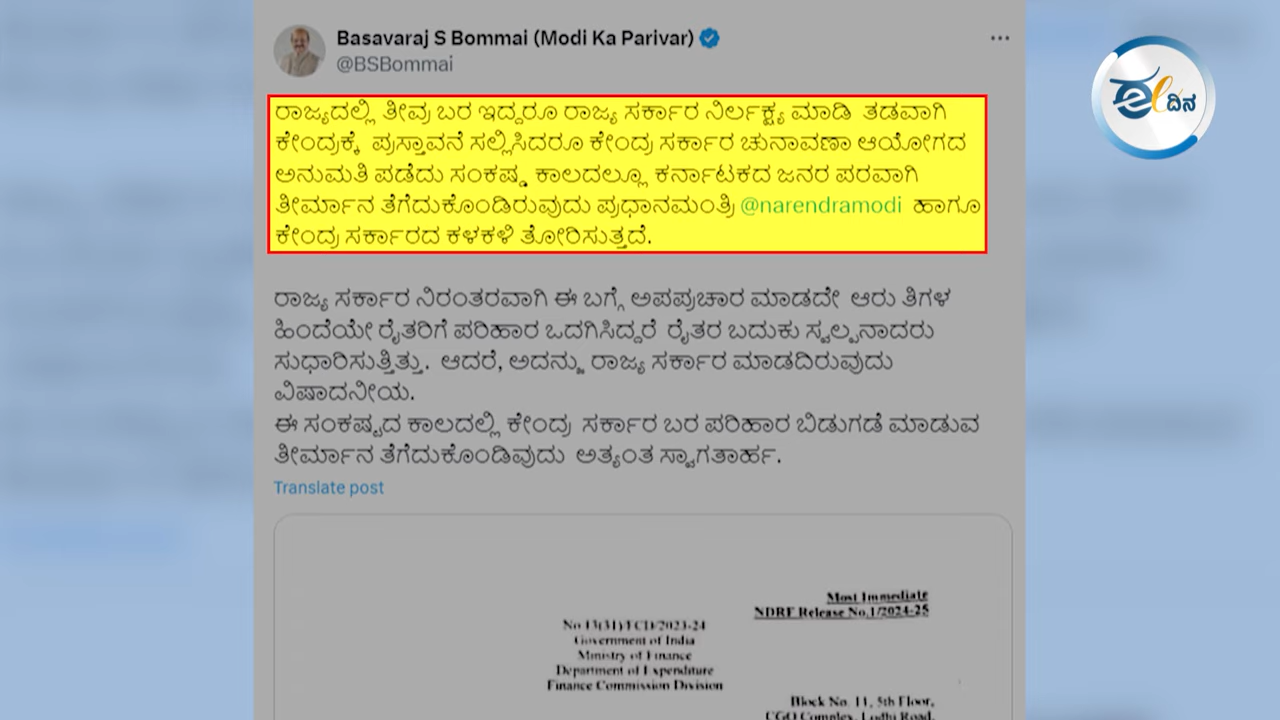 Basavaraj S Bommai (Modi Ka Parivar)
@BSBommai
ಈ ದಿನ
ರಾಜ್ಯದಲ್ಲಿ ತೀವ್ರ ಬರ ಇದ್ದರೂ ರಾಜ್ಯ ಸರ್ಕಾರ ನಿರ್ಲಕ್ಷ್ಯ ಮಾಡಿ ತಡವಾಗಿ
ಕೇಂದ್ರಕ್ಕೆ ಪ್ರಸ್ತಾವನೆ ಸಲ್ಲಿಸಿದರೂ ಕೇಂದ್ರ ಸರ್ಕಾರ ಚುನಾವಣಾ ಆಯೋಗದ
ಅನುಮತಿ ಪಡೆದು ಸಂಕಷ್ಟ ಕಾಲದಲ್ಲೂ ಕರ್ನಾಟಕದ ಜನರ ಪರವಾಗಿ
ತೀರ್ಮಾನ ತೆಗೆದುಕೊಂಡಿರುವುದು ಪ್ರಧಾನಮಂತ್ರಿ @narendramodi ಹಾಗೂ
ಕೇಂದ್ರ ಸರ್ಕಾರದ ಕಳಕಳಿ ತೋರಿಸುತ್ತದೆ.
ರಾಜ್ಯ ಸರ್ಕಾರ ನಿರಂತರವಾಗಿ ಈ ಬಗ್ಗೆ ಅಪಪ್ರಚಾರ ಮಾಡದೇ ಆರು ತಿಗಳ
ಹಿಂದೆಯೇ ರೈತರಿಗೆ ಪರಿಹಾರ ಒದಗಿಸಿದ್ದರೆ ರೈತರ ಬದುಕು ಸ್ವಲ್ಪನಾದರು
ಸುಧಾರಿಸುತ್ತಿತ್ತು. ಆದರೆ, ಅದನ್ನು ರಾಜ್ಯ ಸರ್ಕಾರ ಮಾಡದಿರುವುದು
ವಿಷಾದನೀಯ.
ಈ ಸಂಕಷ್ಟದ ಕಾಲದಲ್ಲಿ ಕೇಂದ್ರ ಸರ್ಕಾರ ಬರ ಪರಿಹಾರ ಬಿಡುಗಡೆ ಮಾಡುವ
ತೀರ್ಮಾನ ತೆಗೆದುಕೊಂಡಿವುದು ಅತ್ಯಂತ ಸ್ವಾಗತಾರ್ಹ.
Translate post
Most Immediate
NDRF Release No.1/2024-25
No 13(31)/FCD/2023-24
Government of India
Ministry of Finance
Department of Expenditure
Finance Commission Division
Block No. 11, 5th Floor,
CGO Complex, Lodhi Road,